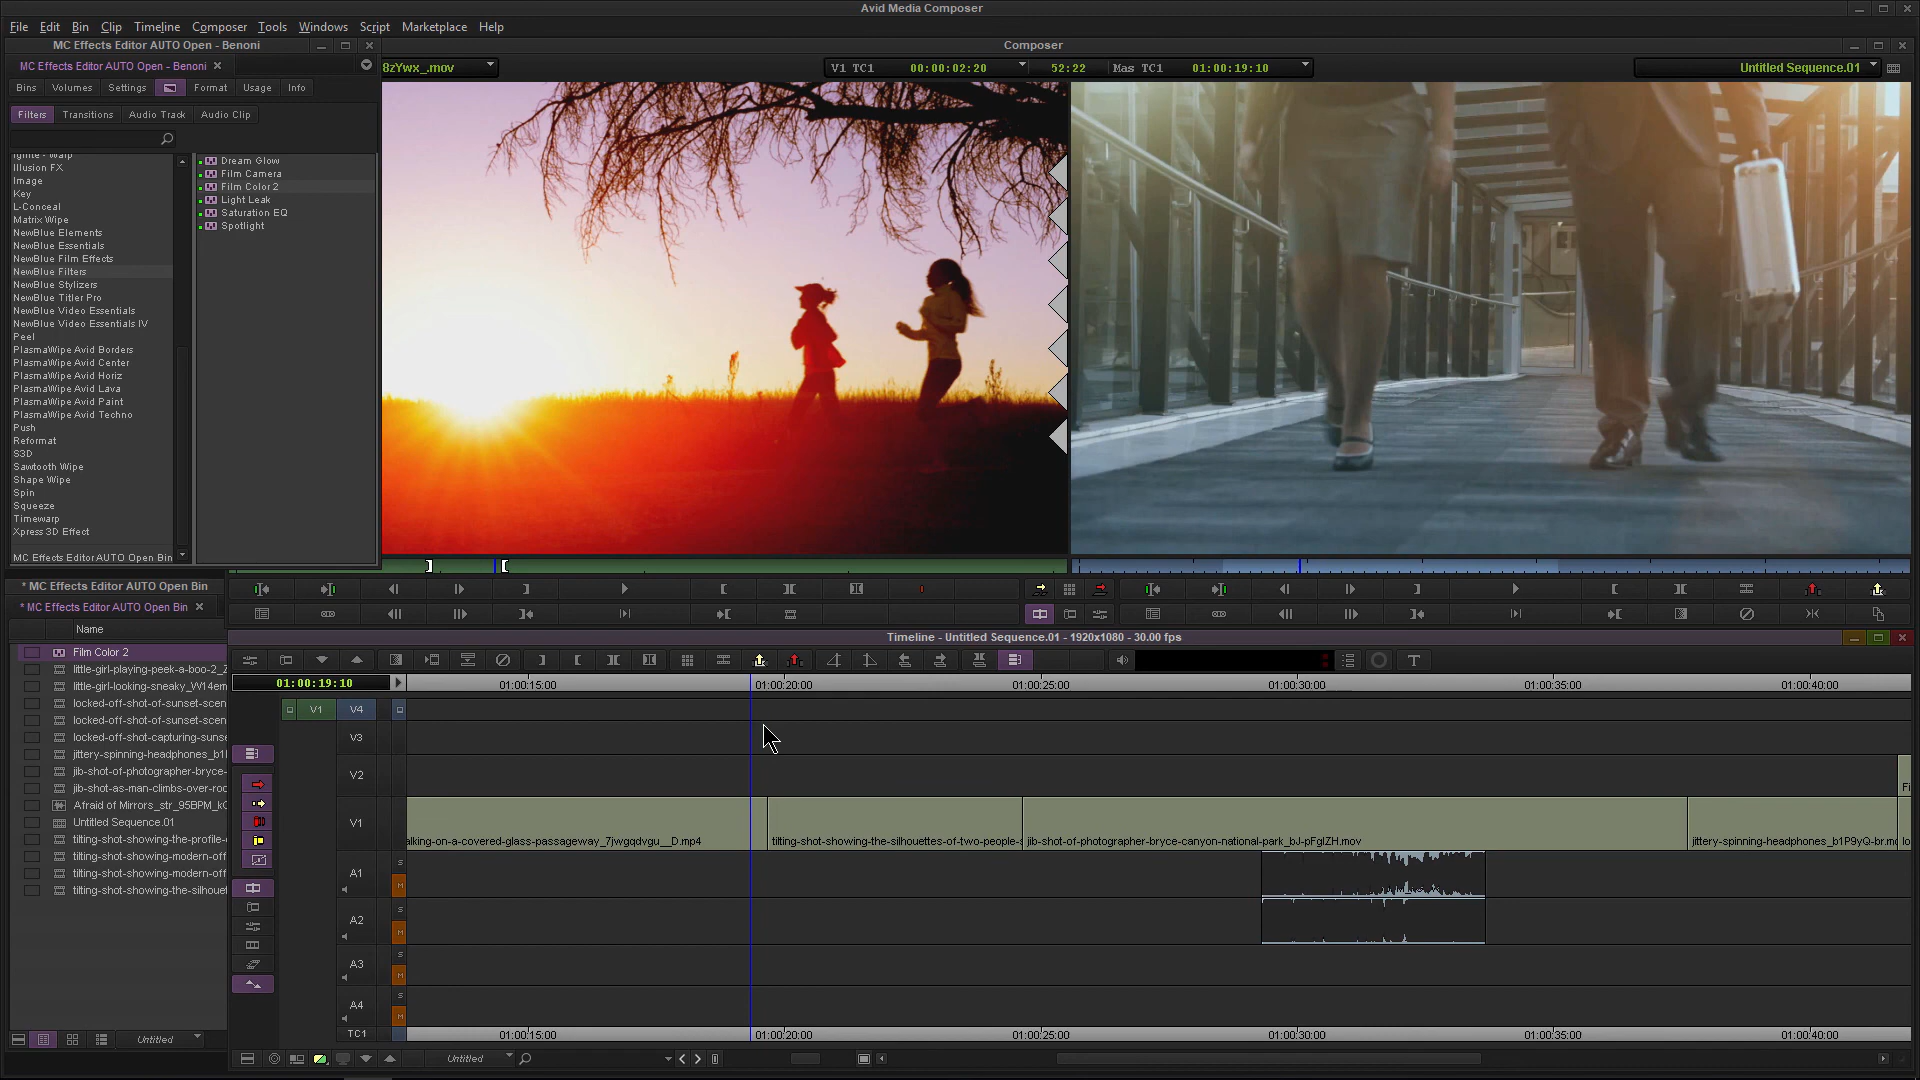 Avid Media Composer
File Edit Bin Clip Timeline Composer Tools Windows Script Marketplace Help
MC Effects Editor AUTO Open - Benoni
Composer
MC Effects Editor AUTO Open - Benoni
8zYwx_.mov
V1 TC1 00:00:02:20 52:22 Mas TC1 01:00:19:10
Untitled Sequence.01
Bins Volumes Settings Format Usage Info
Filters Transitions Audio Track Audio Clip
Ignite - Warp
Illusion FX
Image
Key
L-Conceal
Matrix Wipe
NewBlue Elements
NewBlue Essentials
NewBlue Film Effects
NewBlue Filters
NewBlue Stylizers
NewBlue Titler Pro
NewBlue Video Essentials
NewBlue Video Essentials IV
Peel
PlasmaWipe Avid Borders
PlasmaWipe Avid Center
PlasmaWipe Avid Horiz
PlasmaWipe Avid Lava
PlasmaWipe Avid Paint
PlasmaWipe Avid Techno
Push
Reformat
S3D
Sawtooth Wipe
Shape Wipe
Spin
Squeeze
Timewarp
Xpress 3D Effect
MC Effects Editor AUTO Open Bin
Dream Glow
Film Camera
Film Color 2
Light Leak
Saturation EQ
Spotlight
* MC Effects Editor AUTO Open Bin
* MC Effects Editor AUTO Open Bin
Name
Film Color 2
little-girl-playing-peek-a-boo-2_Z
little-girl-looking-sneaky_W14em
locked-off-shot-of-sunset-scen
locked-off-shot-of-sunset-scen
locked-off-shot-capturing-sunse
jittery-spinning-headphones_b1l
jib-shot-of-photographer-bryce-
jib-shot-as-man-climbs-over-ro
Afraid of Mirrors_str_95BPM_k
Untitled Sequence.01
tilting-shot-showing-the-profile-
tilting-shot-showing-modern-off
tilting-shot-showing-modern-off
tilting-shot-showing-the-silhouet
Untitled
Timeline - Untitled Sequence.01 - 1920x1080 - 30.00 fps
01:00:19:10
01:00:15:00 01:00:20:00 01:00:25:00 01:00:30:00 01:00:35:00 01:00:40:00
V1 V4
V3
V2
Fi
V1
alking-on-a-covered-glass-passageway_7jwgqdvgu__D.mp4
tilting-shot-showing-the-silhouettes-of-two-people-s
jib-shot-of-photographer-bryce-canyon-national-park_bJ-pFgIZH.mov
jittery-spinning-headphones_b1P9yQ-br.mo
lo
A1 S M
A2 S M
A3 S M
A4 S M
TC1
01:00:15:00 01:00:20:00 01:00:25:00 01:00:30:00 01:00:35:00 01:00:40:00
Untitled